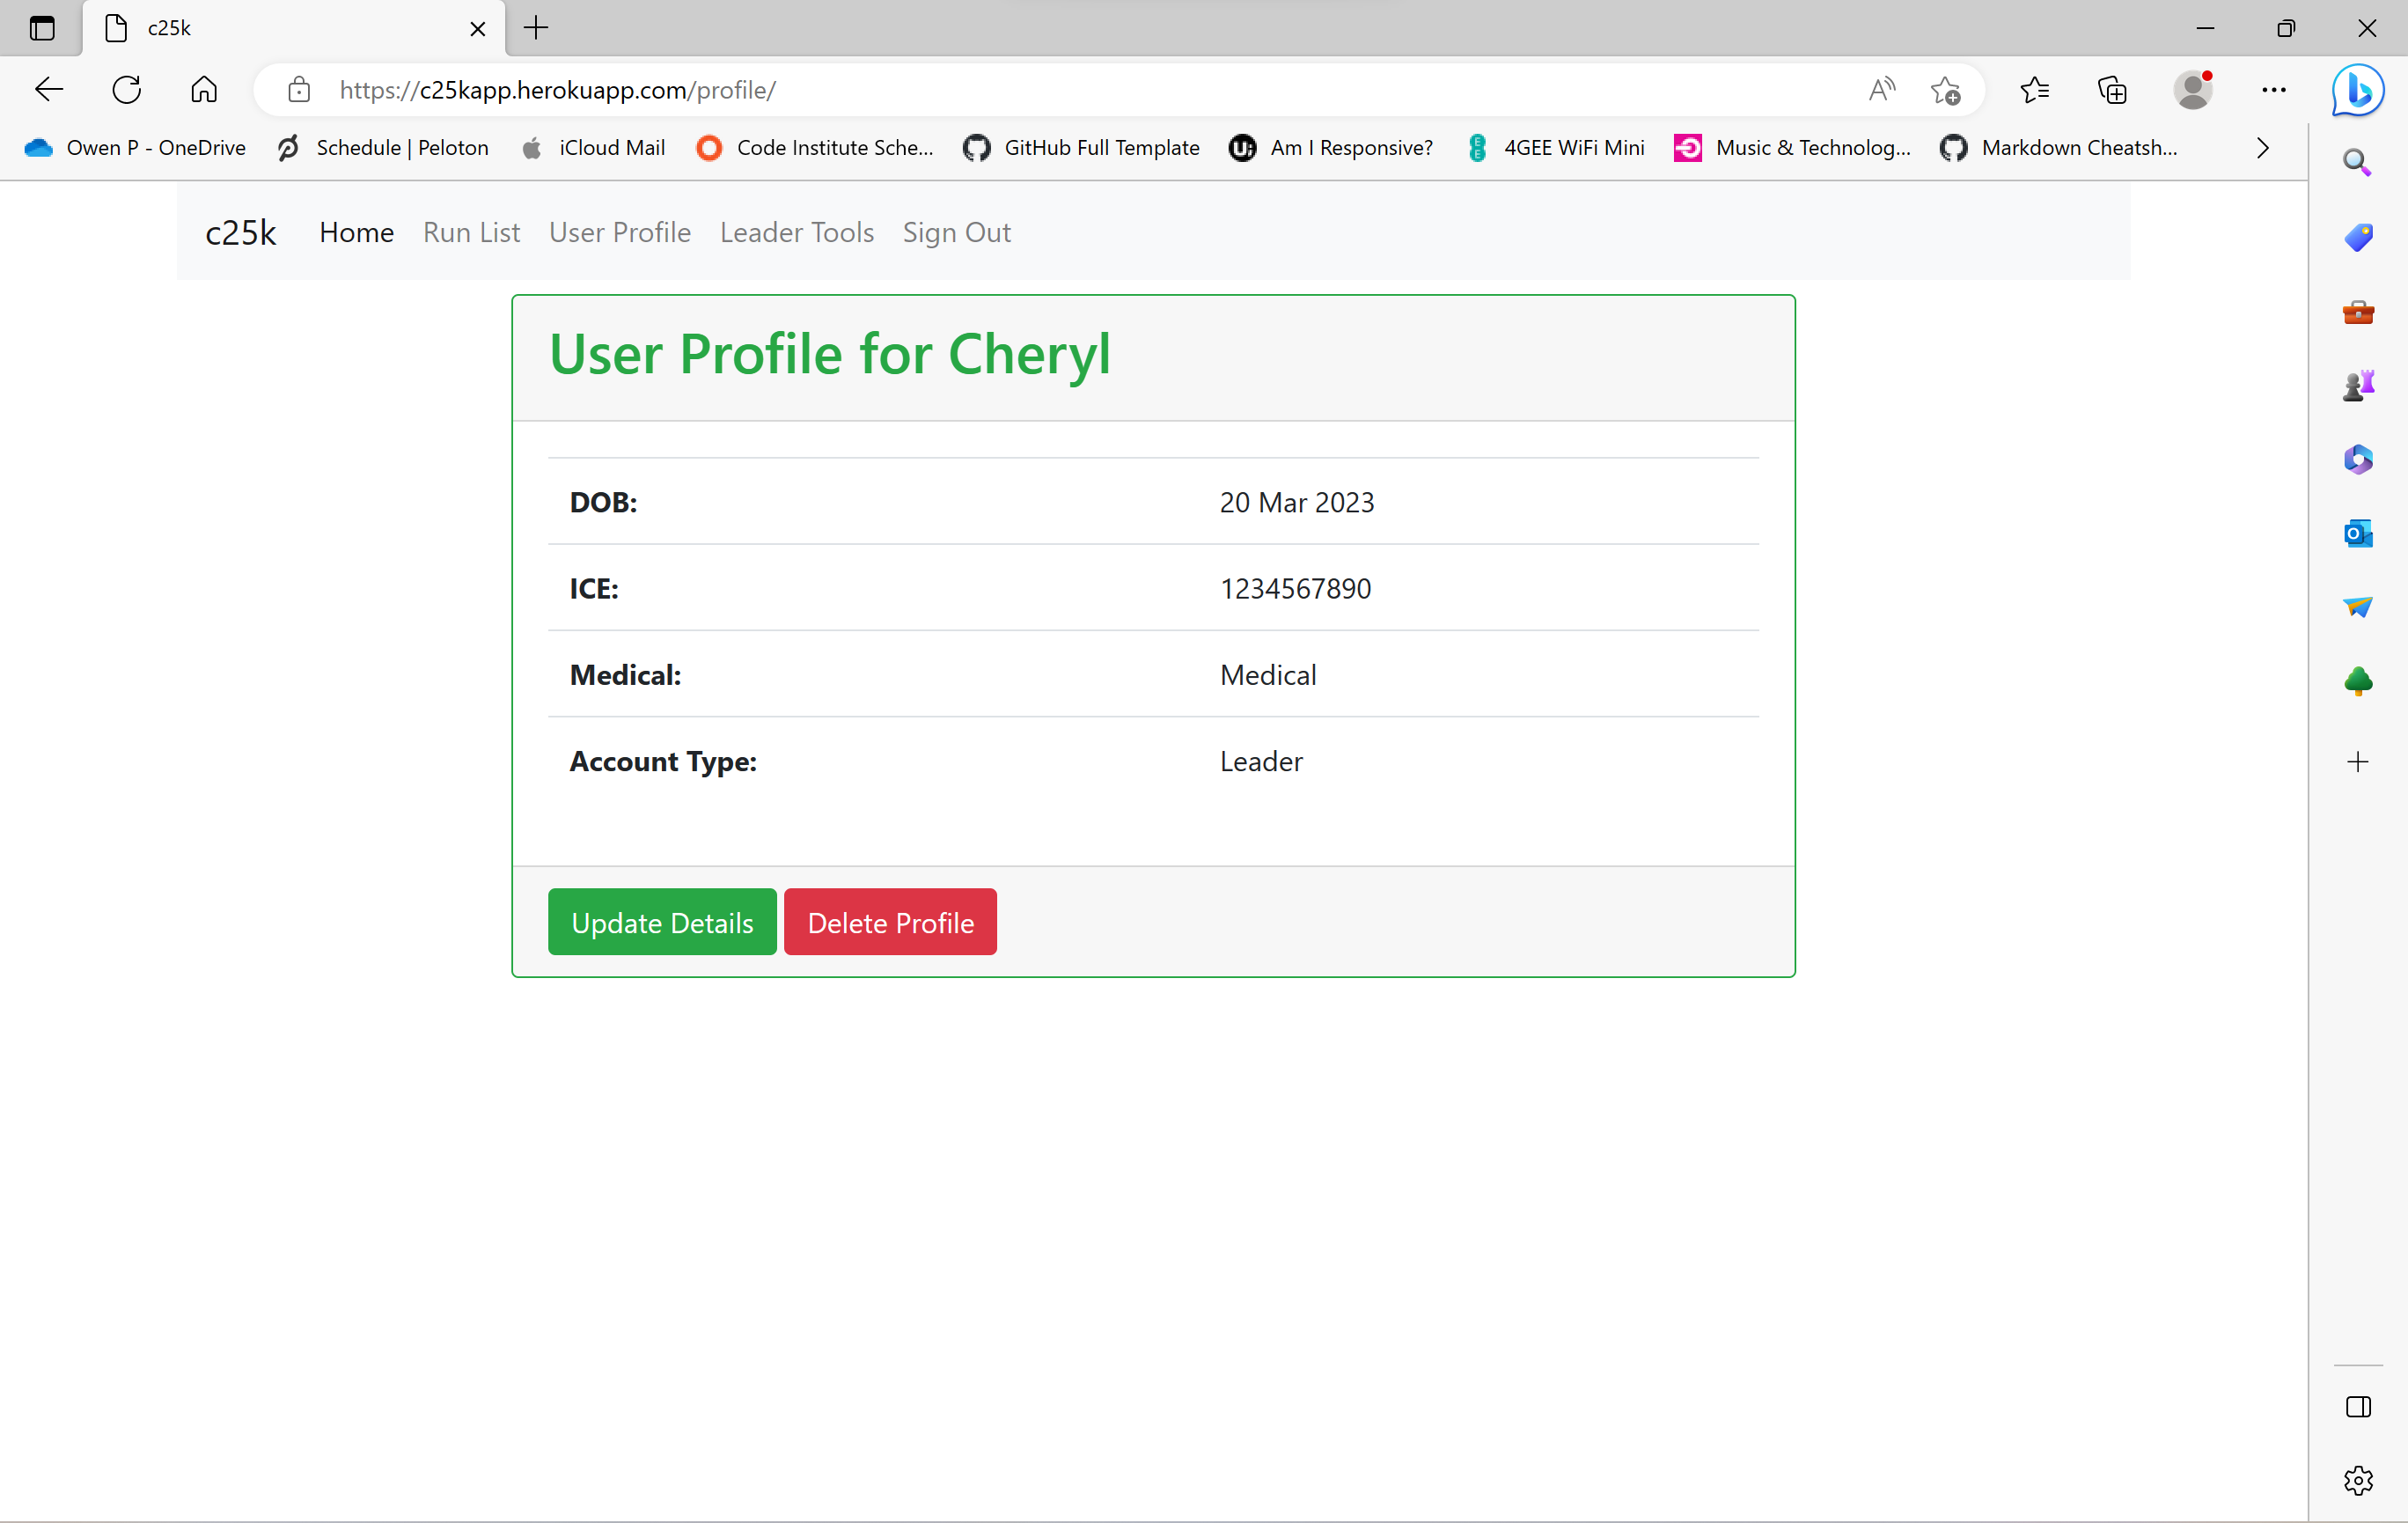 c25k
https://c25kapp.herokuapp.com/profile/
Owen P - OneDrive
Schedule | Peloton
iCloud Mail
Code Institute Sche...
GitHub Full Template
Am I Responsive?
4GEE WiFi Mini
Music & Technolog...
Markdown Cheatsh...
c25k Home Run List User Profile Leader Tools Sign Out
User Profile for Cheryl
DOB: 20 Mar 2023
ICE: 1234567890
Medical: Medical
Account Type: Leader
Update Details Delete Profile